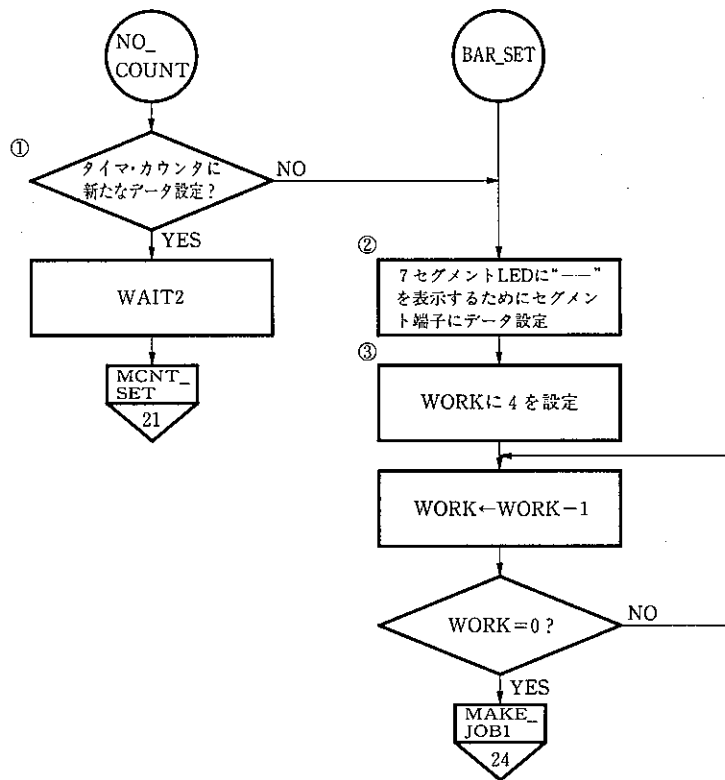 NO_
COUNT
BAR_SET
①
タイマ・カウンタに
新たなデータ設定?
NO
YES
WAIT2
MCNT_
SET
21
②
7セグメントLEDに“——”
を表示するためにセグメン
ト端子にデータ設定
③
WORKに4を設定
WORK←WORK-1
WORK=0?
NO
YES
MAKE_
JOB1
24